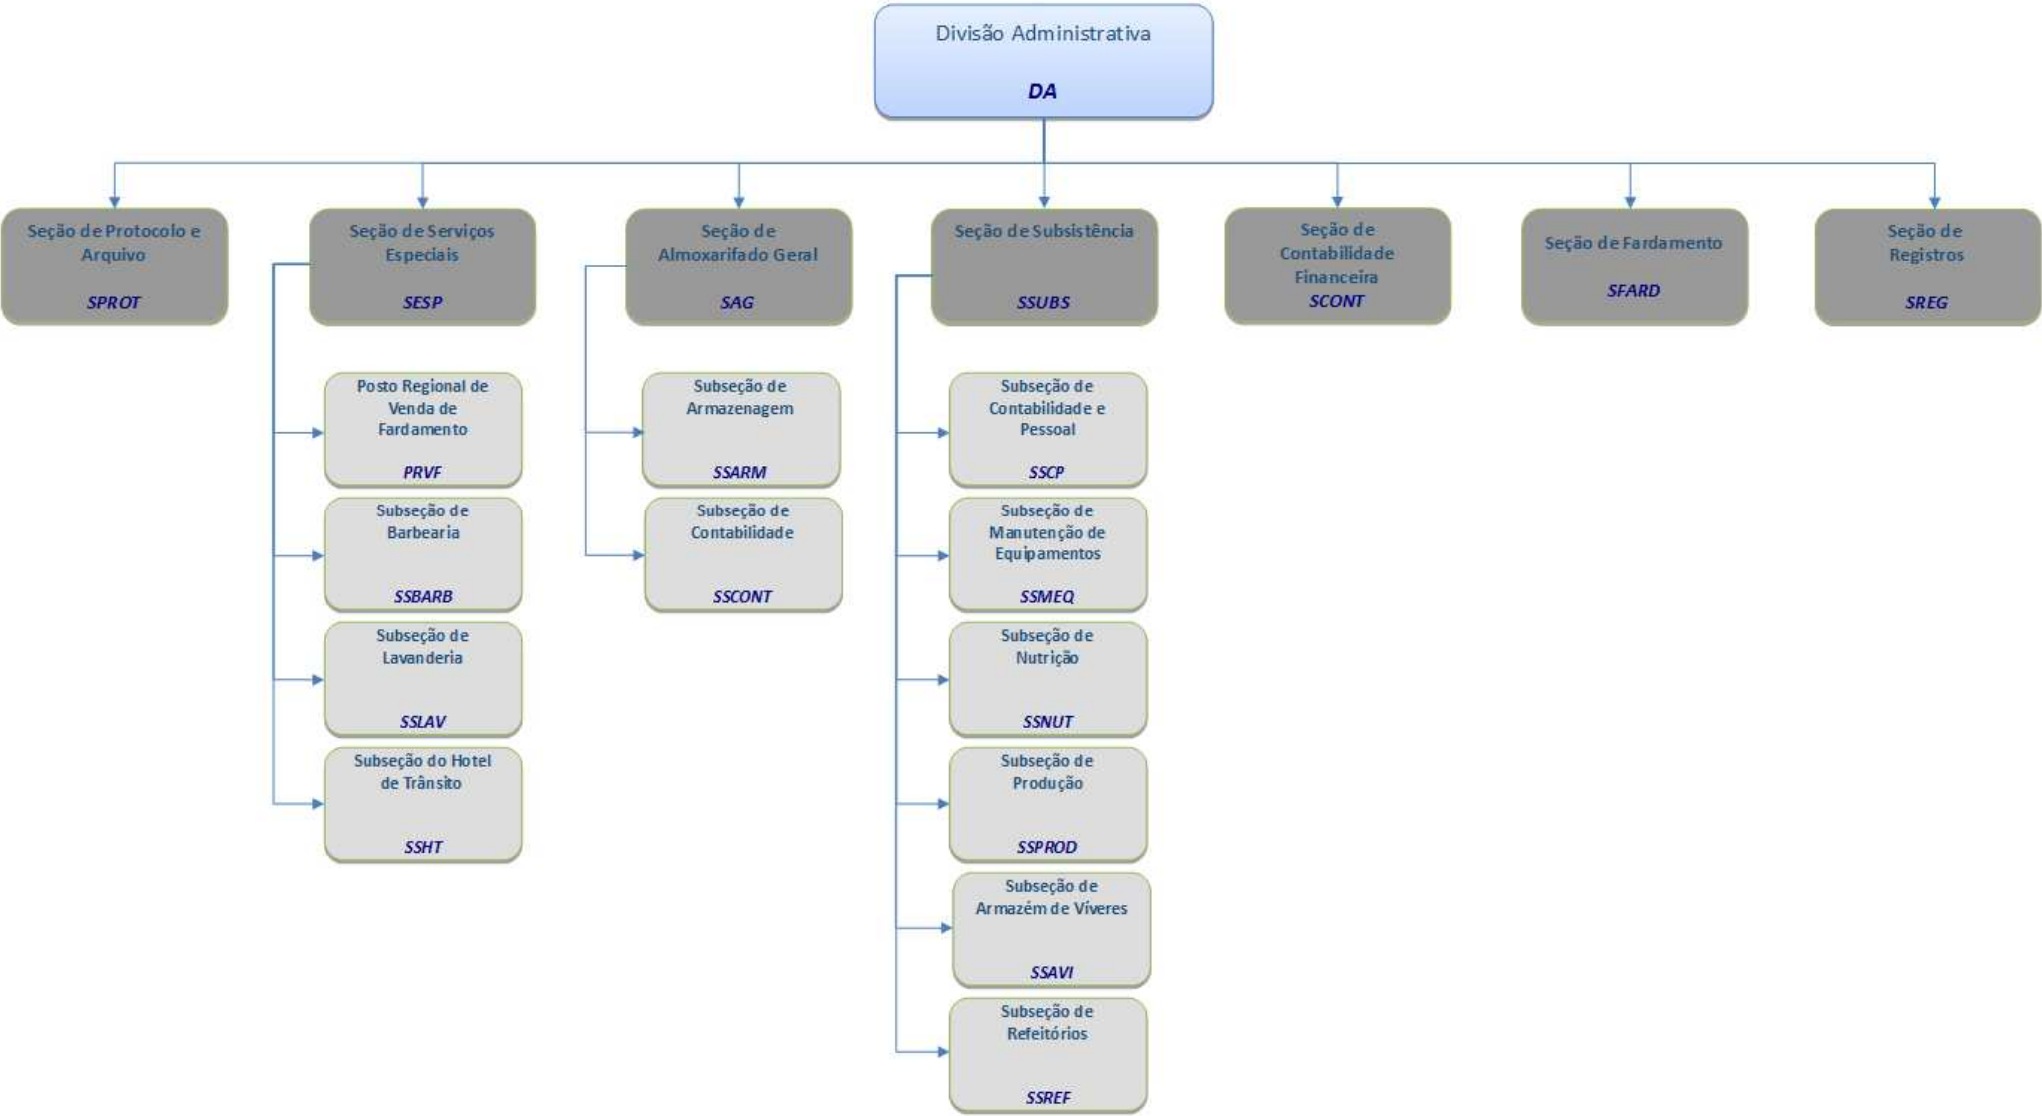 Divisão Administrativa
DA
Seção de Protocolo e
Arquivo
SPROT
Seção de Serviços
Especiais
SESP
Seção de
Almoxarifado Geral
SAG
Seção de Subsistência
SSUBS
Seção de
Contabilidade
Financeira
SCONT
Seção de Fardamento
SFARD
Seção de
Registros
SREG
Posto Regional de
Venda de
Fardamento
PRVF
Subseção de
Barbearia
SSBARB
Subseção de
Lavanderia
SSLAV
Subseção do Hotel
de Trânsito
SSHT
Subseção de
Armazenagem
SSARM
Subseção de
Contabilidade
SSCONT
Subseção de
Contabilidade e
Pessoal
SSCP
Subseção de
Manutenção de
Equipamentos
SSMEQ
Subseção de
Nutrição
SSNUT
Subseção de
Produção
SSPROD
Subseção de
Armazém de Víveres
SSAVI
Subseção de
Refeitórios
SSREF